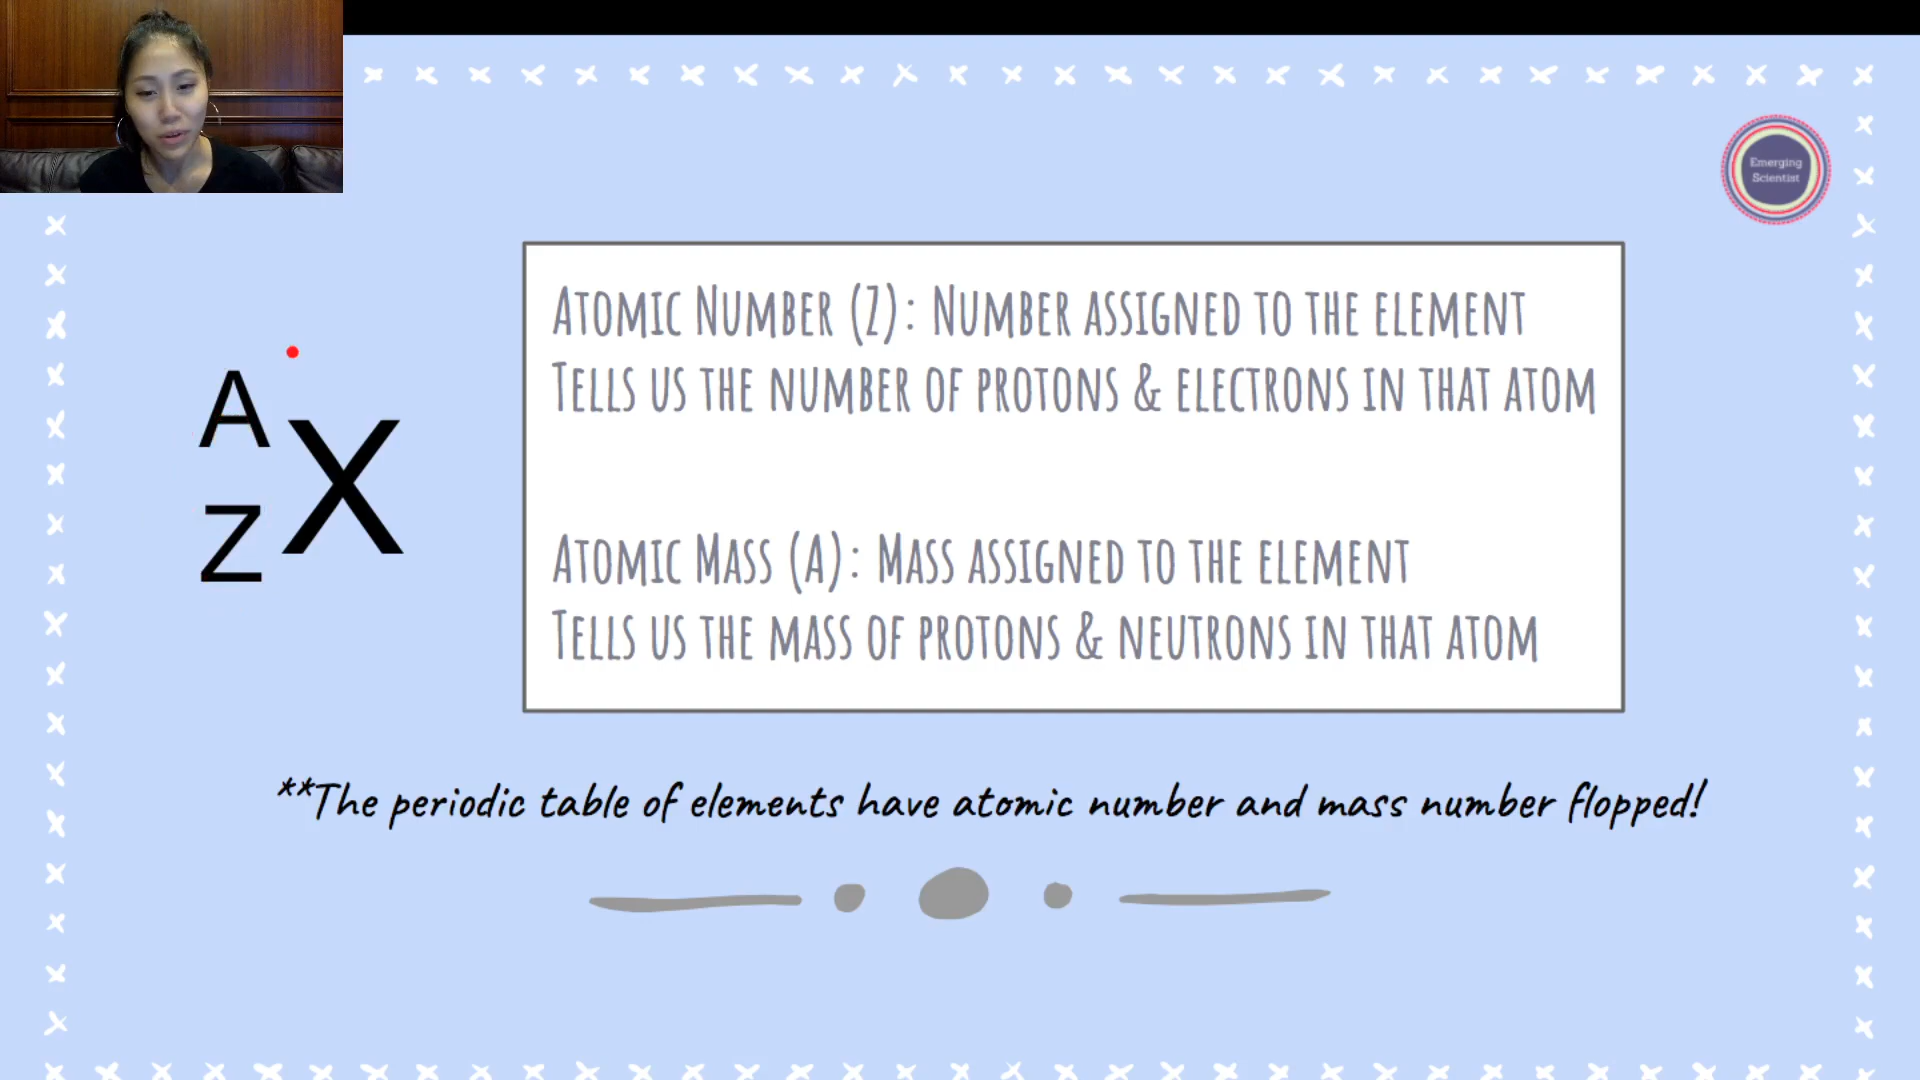 Emerging
Scientist
A
Z
X
Atomic Number (Z): Number assigned to the element
Tells us the number of protons & electrons in that atom
Atomic Mass (A): Mass assigned to the element
Tells us the mass of protons & neutrons in that atom
**The periodic table of elements have atomic number and mass number flopped!